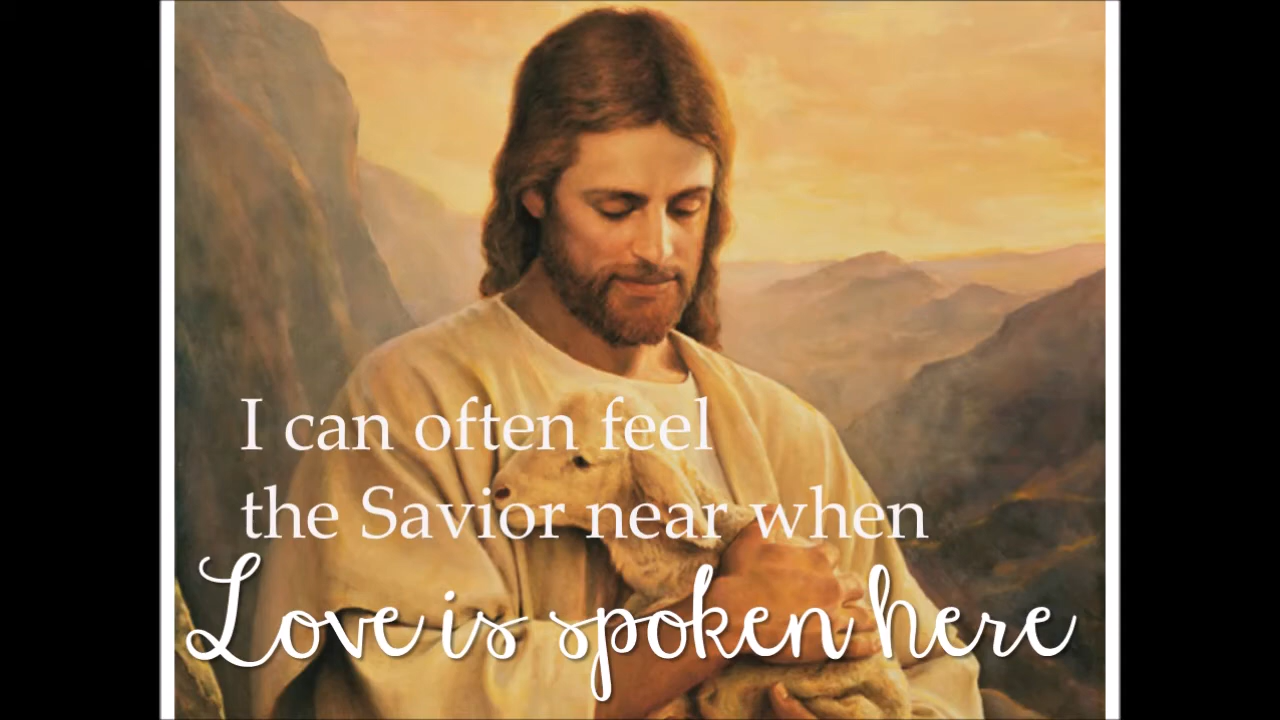 I can often feel
the Savior near when
Love is spoken here